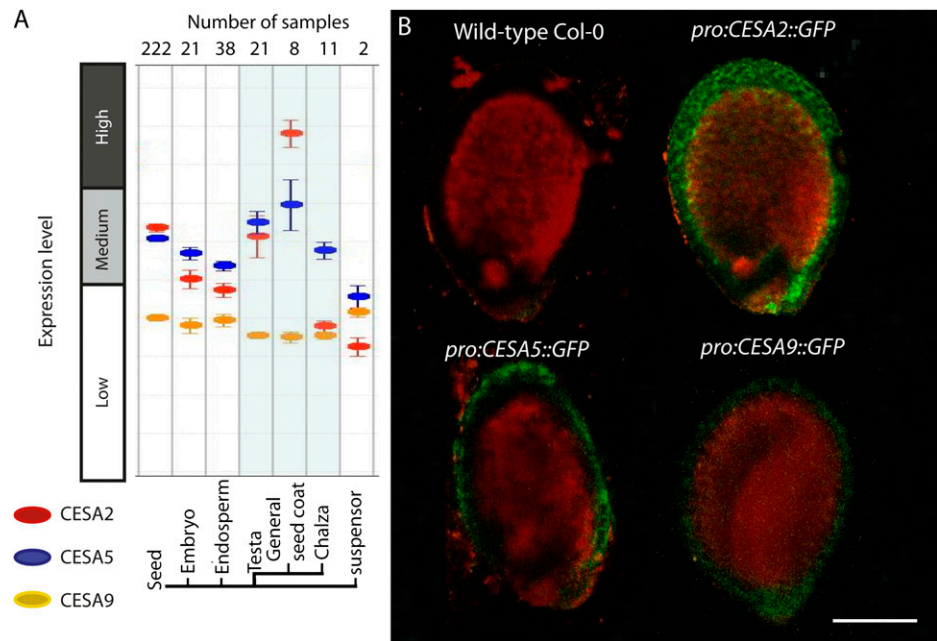 A
Number of samples
222 21 38 21 8 11 2
Expression level
High
Medium
Low
Seed
Embryo
Endosperm
Testa
General
seed coat
Chalza
suspensor
CESA2
CESA5
CESA9
B
Wild-type Col-0
pro:CESA2::GFP
pro:CESA5::GFP
pro:CESA9::GFP